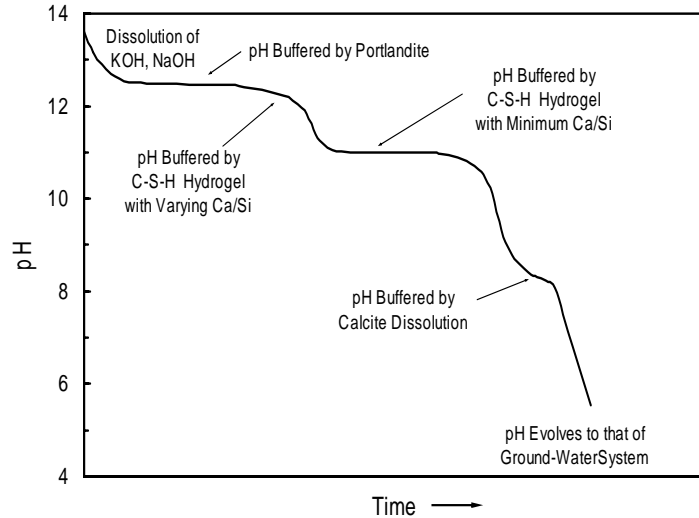 14
12
10
8
6
4
pH
Dissolution of
KOH, NaOH
pH Buffered by Portlandite
pH Buffered by
C-S-H Hydrogel
with Minimum Ca/Si
pH Buffered by
C-S-H Hydrogel
with Varying Ca/Si
pH Buffered by
Calcite Dissolution
pH Evolves to that of
Ground-WaterSystem
Time